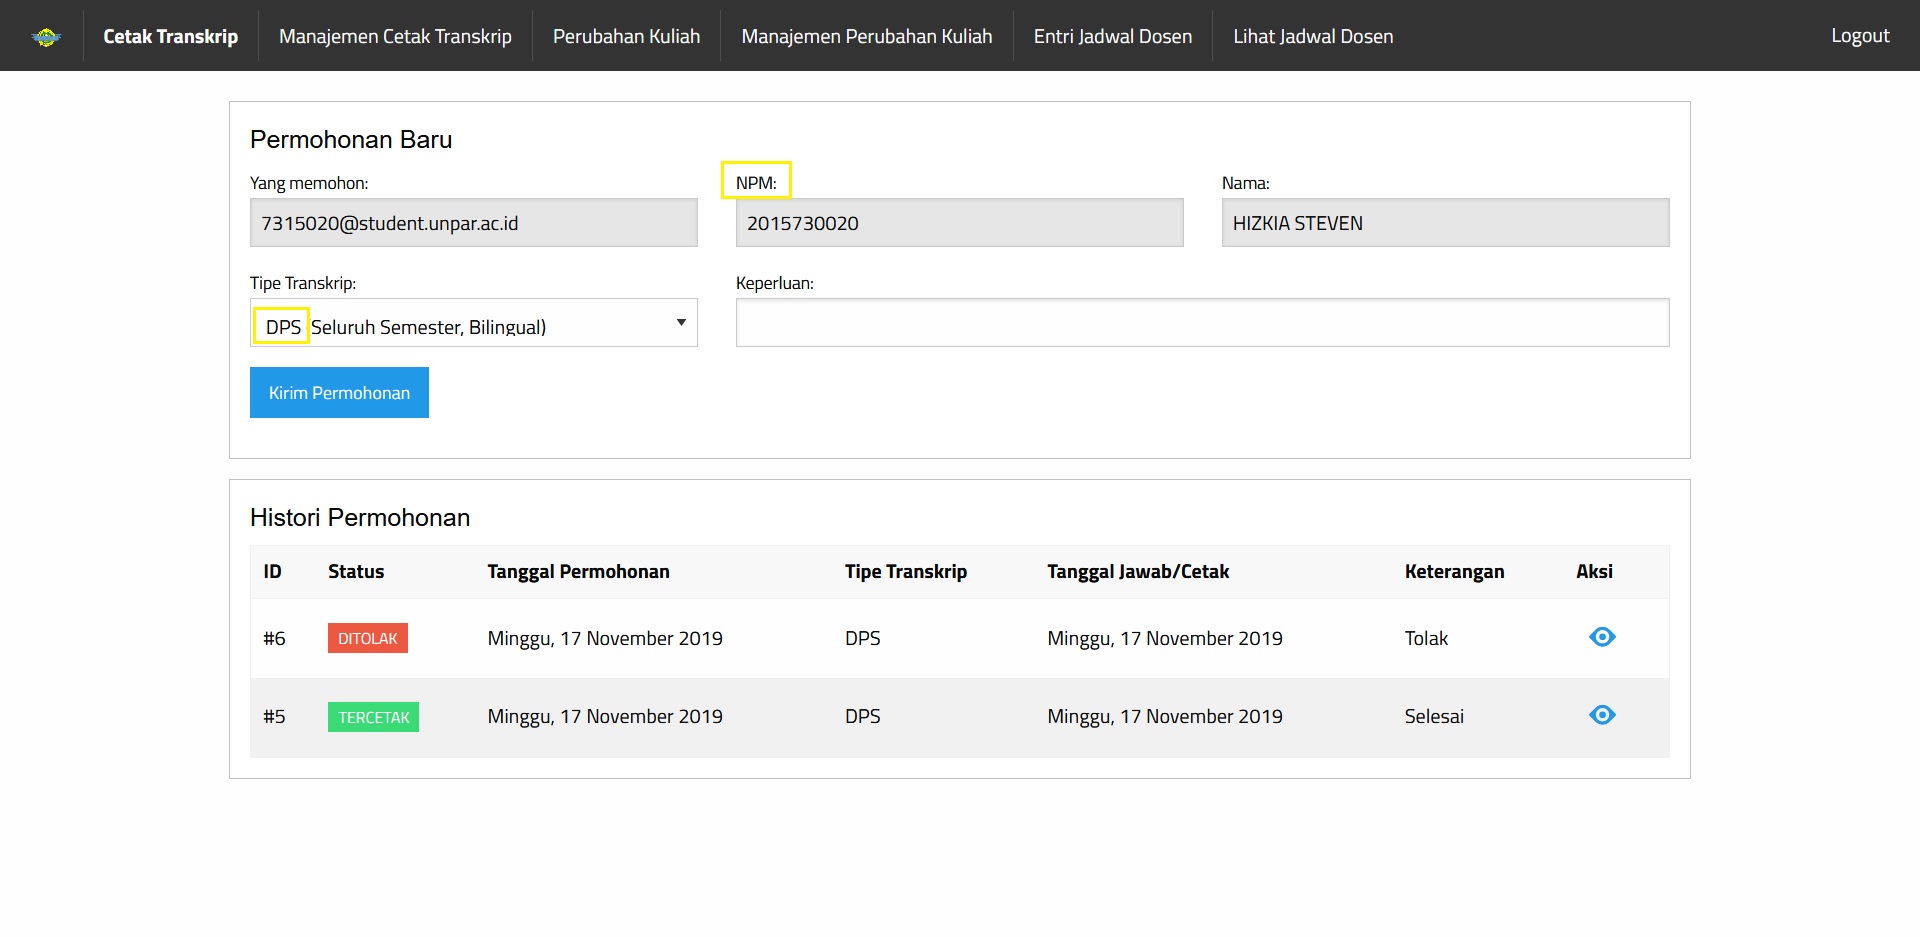 Cetak Transkrip Manajemen Cetak Transkrip Perubahan Kuliah Manajemen Perubahan Kuliah Entri Jadwal Dosen Lihat Jadwal Dosen Logout
Permohonan Baru
Yang memohon: NPM: Nama:
7315020@student.unpar.ac.id 2015730020 HIZKIA STEVEN
Tipe Transkrip: Keperluan:
DPS Seluruh Semester, Bilingual)
Kirim Permohonan
Histori Permohonan
ID Status Tanggal Permohonan Tipe Transkrip Tanggal Jawab/Cetak Keterangan Aksi
#6 DITOLAK Minggu, 17 November 2019 DPS Minggu, 17 November 2019 Tolak
#5 TERCETAK Minggu, 17 November 2019 DPS Minggu, 17 November 2019 Selesai